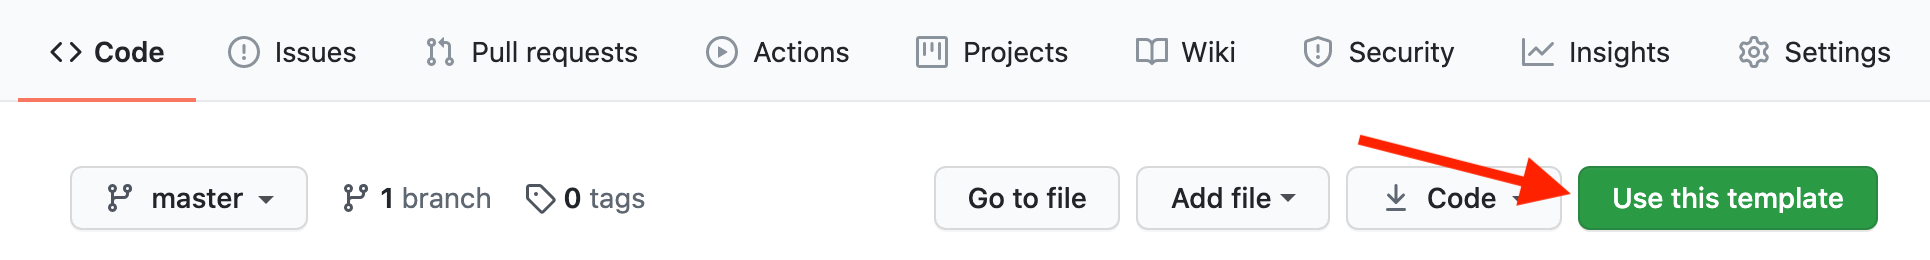 Code Issues Pull requests Actions Projects Wiki Security Insights Settings
master 1 branch 0 tags Go to file Add file Code Use this template